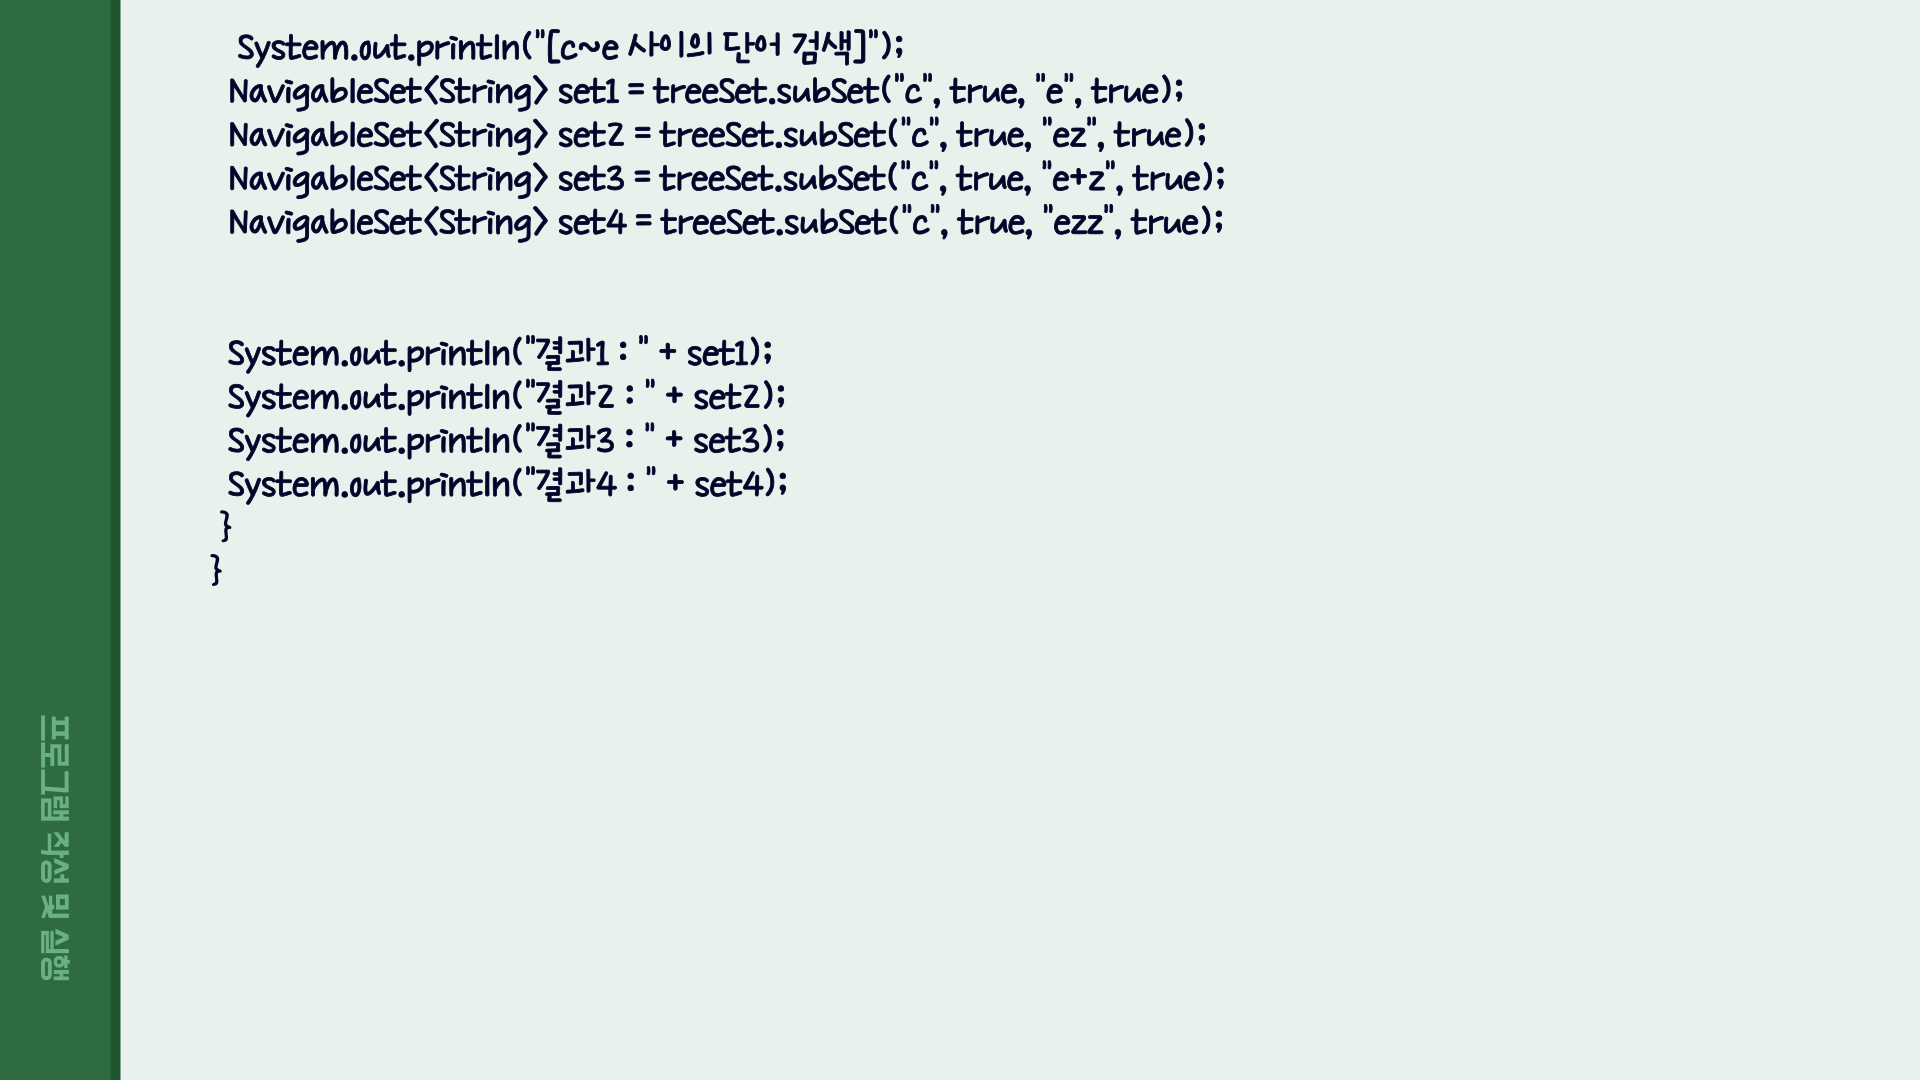 System.out.println("[c~e 사이의 단어 검색]");
NavigableSet<String> set1 = treeSet.subSet("c", true, "e", true);
NavigableSet<String> set2 = treeSet.subSet("c", true, "ez", true);
NavigableSet<String> set3 = treeSet.subSet("c", true, "e+z", true);
NavigableSet<String> set4 = treeSet.subSet("c", true, "ezz", true);
System.out.println("결과1 : " + set1);
System.out.println("결과2 : " + set2);
System.out.println("결과3 : " + set3);
System.out.println("결과4 : " + set4);
}
}
프로그램 작성 및 실행